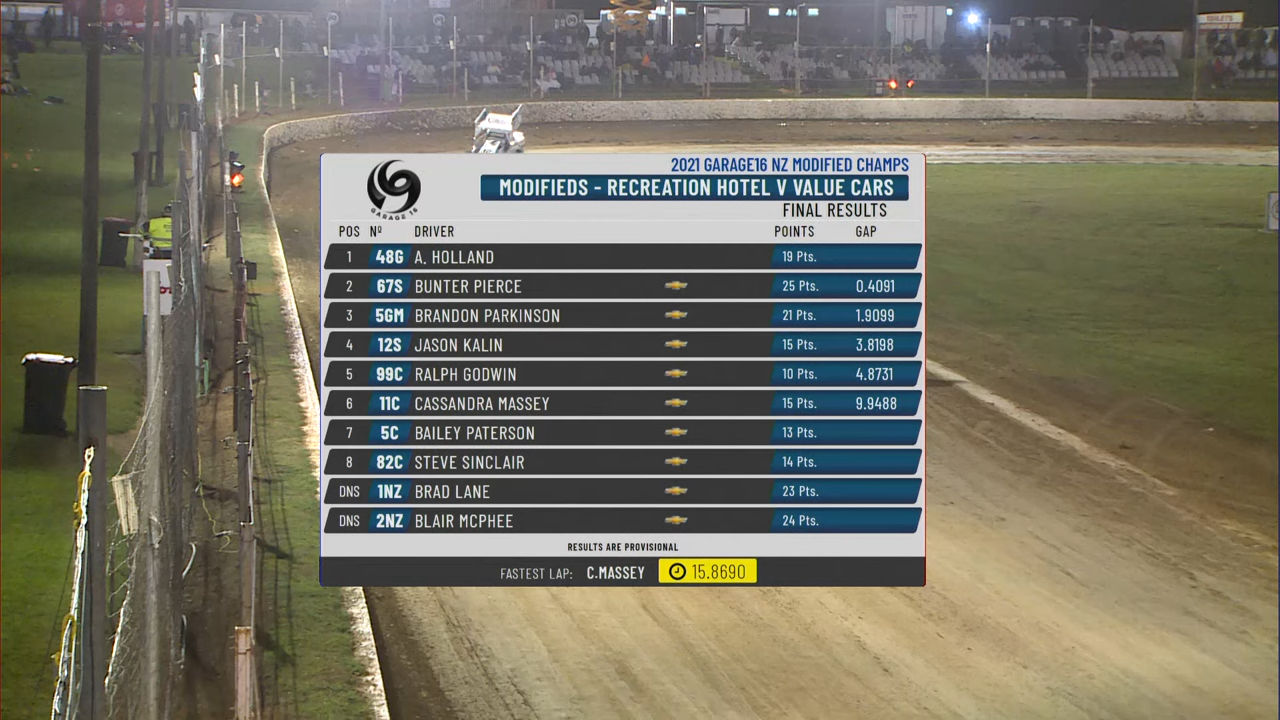 2021 GARAGE16 NZ MODIFIED CHAMPS
MODIFIEDS - RECREATION HOTEL V VALUE CARS
FINAL RESULTS
GARAGE 16
POS Nº DRIVER POINTS GAP
1 48G A. HOLLAND 19 Pts.
2 67S BUNTER PIERCE 25 Pts. 0.4091
3 5GM BRANDON PARKINSON 21 Pts. 1.9099
4 12S JASON KALIN 15 Pts. 3.8198
5 99C RALPH GODWIN 10 Pts. 4.8731
6 11C CASSANDRA MASSEY 15 Pts. 9.9488
7 5C BAILEY PATERSON 13 Pts.
8 82C STEVE SINCLAIR 14 Pts.
DNS 1NZ BRAD LANE 23 Pts.
DNS 2NZ BLAIR MCPHEE 24 Pts.
RESULTS ARE PROVISIONAL
FASTEST LAP: C.MASSEY 15.8690